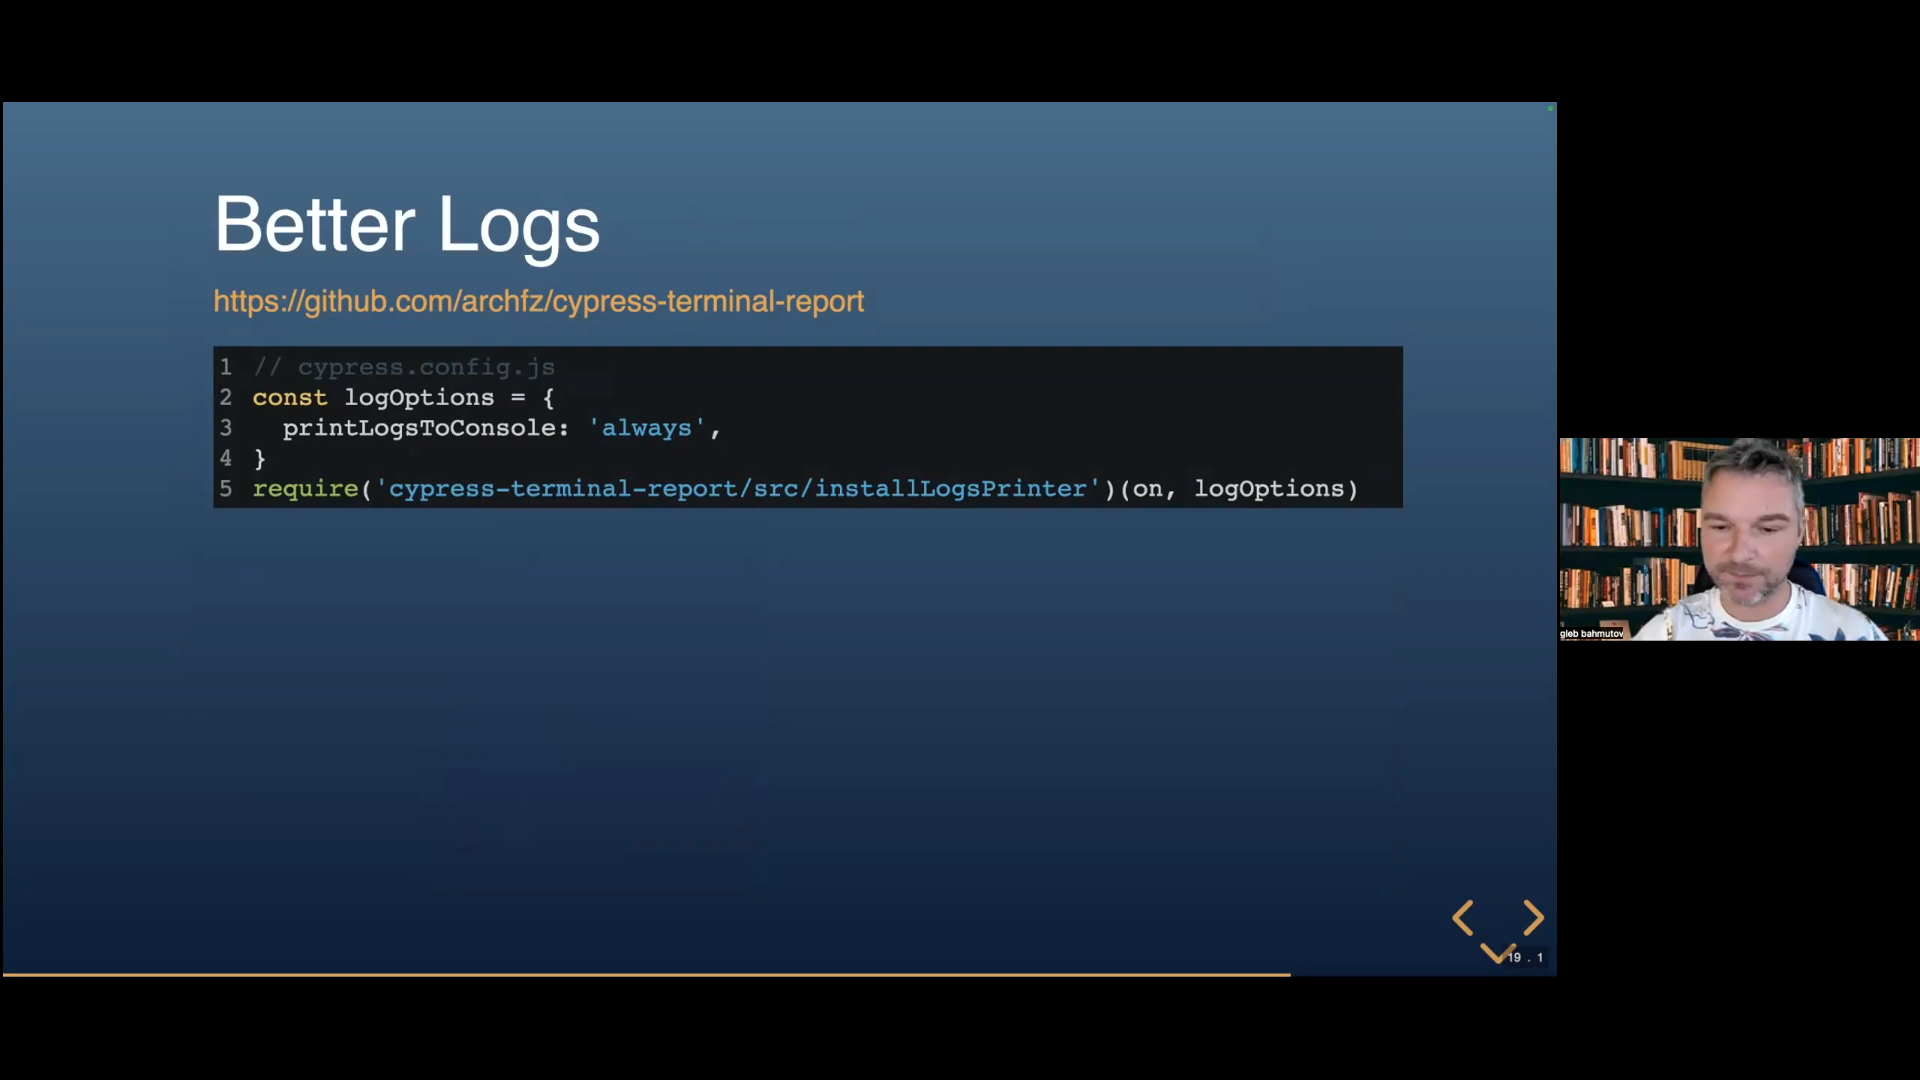 Better Logs
https://github.com/archfz/cypress-terminal-report
1 // cypress.config.js
2 const logOptions = {
3   printLogsToConsole: 'always',
4 }
5 require('cypress-terminal-report/src/installLogsPrinter')(on, logOptions)
gleb bahmutov
19 . 1